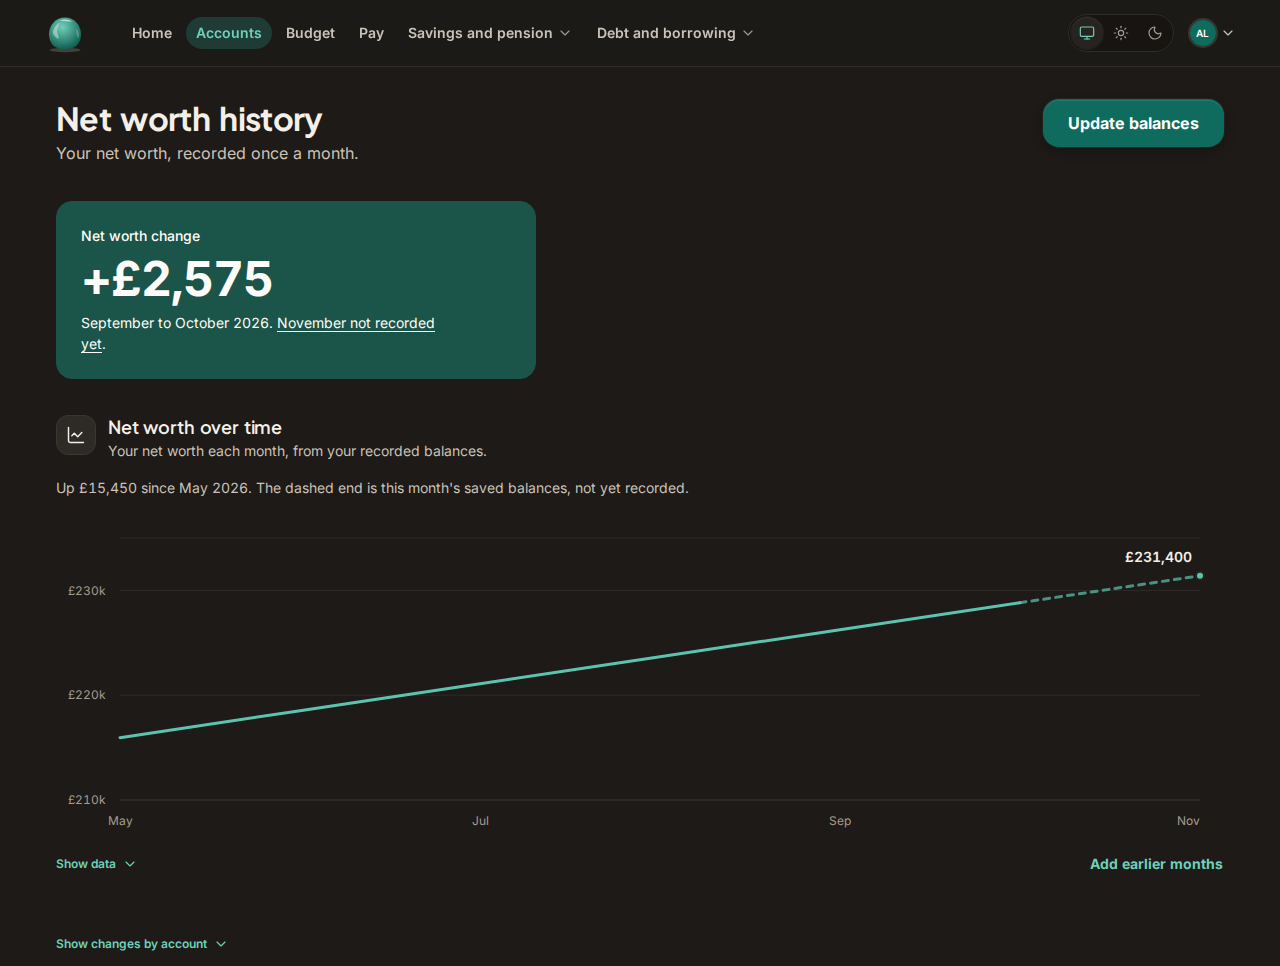 Home Accounts Budget Pay Savings and pension Debt and borrowing AL
Net worth history
Update balances
Your net worth, recorded once a month.
Net worth change
+£2,575
September to October 2026. November not recorded
yet.
Net worth over time
Your net worth each month, from your recorded balances.
Up £15,450 since May 2026. The dashed end is this month's saved balances, not yet recorded.
£231,400
£230k
£220k
£210k
May Jul Sep Nov
Show data
Add earlier months
Show changes by account